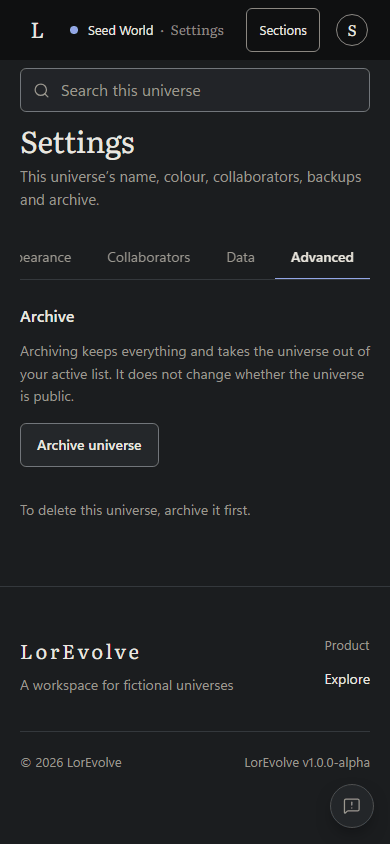 L
Seed World · Settings
Sections
S
Search this universe
Settings
This universe's name, colour, collaborators, backups
and archive.
pearance
Collaborators
Data
Advanced
Archive
Archiving keeps everything and takes the universe out of
your active list. It does not change whether the universe
is public.
Archive universe
To delete this universe, archive it first.
LorEvolve
A workspace for fictional universes
Product
Explore
© 2026 LorEvolve
LorEvolve v1.0.0-alpha